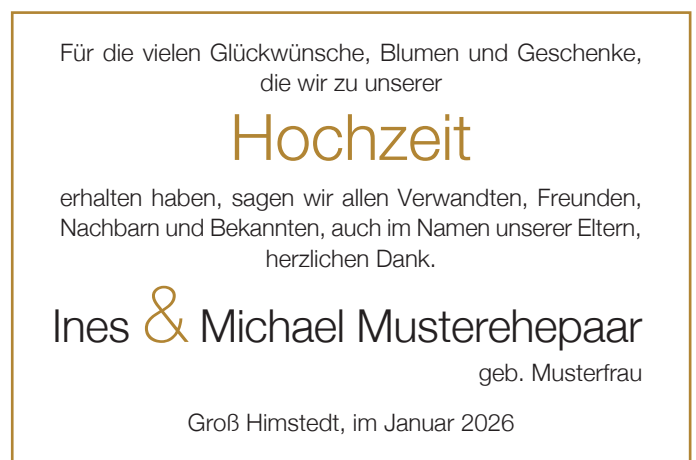 Für die vielen Glückwünsche, Blumen und Geschenke,
die wir zu unserer
Hochzeit
erhalten haben, sagen wir allen Verwandten, Freunden,
Nachbarn und Bekannten, auch im Namen unserer Eltern,
herzlichen Dank.
Ines & Michael Musterehepaar
geb. Musterfrau
Groß Himstedt, im Januar 2026